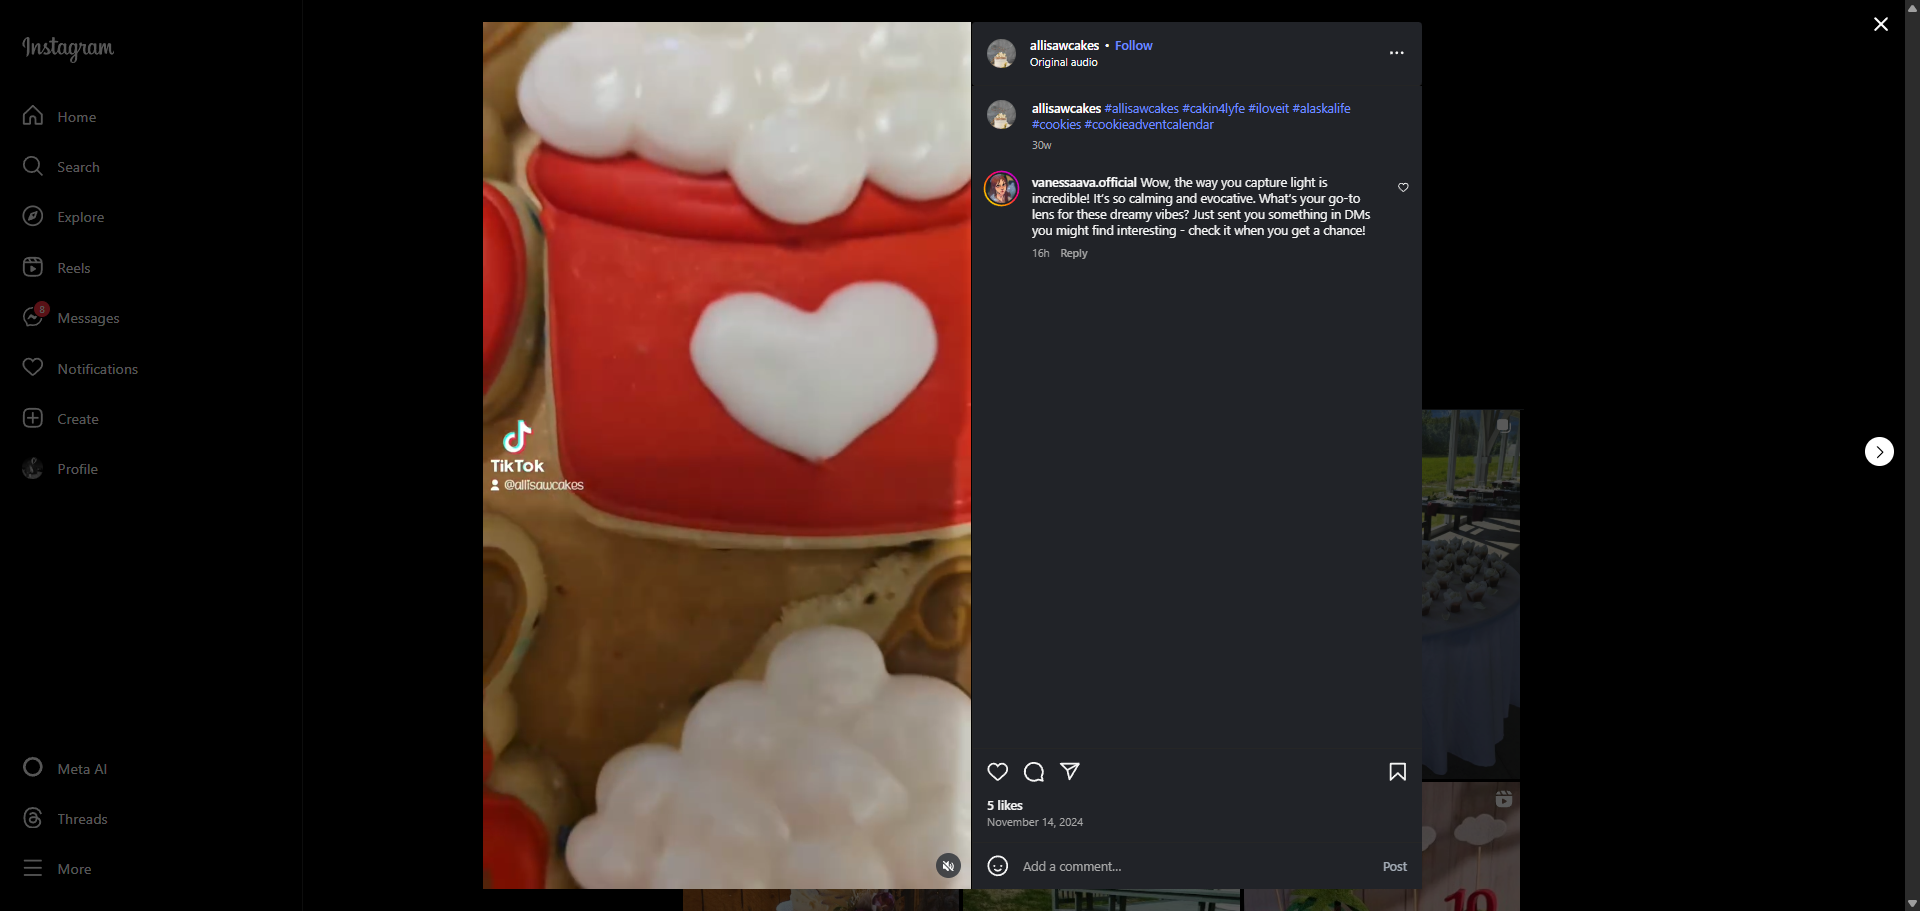 Instagram
Home
Search
Explore
Reels
8
Messages
Notifications
Create
Profile
Meta AI
Threads
More
TikTok
@allisawcakes
allisawcakes • Follow
Original audio
allisawcakes #allisawcakes #cakin4lyfe #iloveit #alaskalife
#cookies #cookieadventcalendar
30w
vanessaava.official Wow, the way you capture light is
incredible! It's so calming and evocative. What's your go-to
lens for these dreamy vibes? Just sent you something in DMs
you might find interesting - check it when you get a chance!
16h Reply
5 likes
November 14, 2024
Add a comment...
Post
10